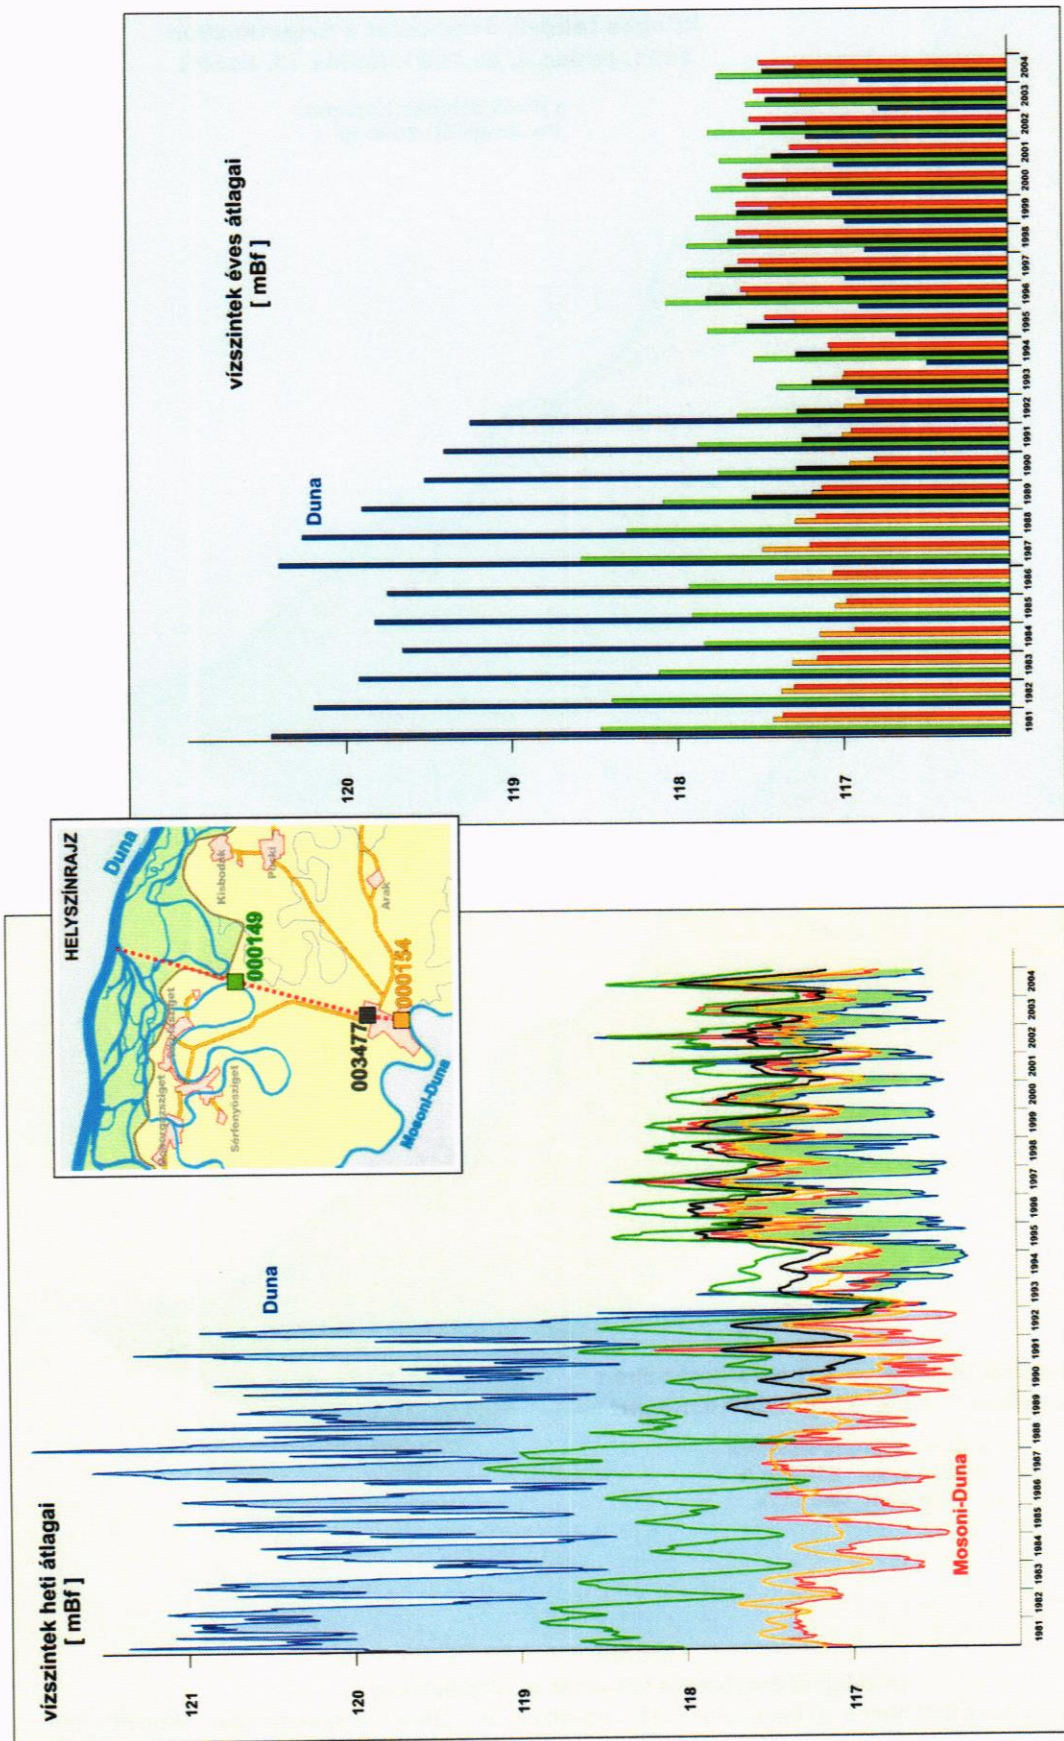 vízszintek heti átlagai
[ mBf ]
121
120
119
118
117
Duna
Mosoni-Duna
1981 1982 1983 1984 1985 1986 1987 1988 1989 1990 1991 1992 1993 1994 1995 1996 1997 1998 1999 2000 2001 2002 2003 2004
HELYSZÍNRAJZ
Duna
Kisbodak
Püski
Arak
000149
003477
000154
Sérfenyősziget
Mosoni-Duna
vízszintek éves átlagai
[ mBf ]
120
119
118
117
Duna
1981 1982 1983 1984 1985 1986 1987 1988 1989 1990 1991 1992 1993 1994 1995 1996 1997 1998 1999 2000 2001 2002 2003 2004